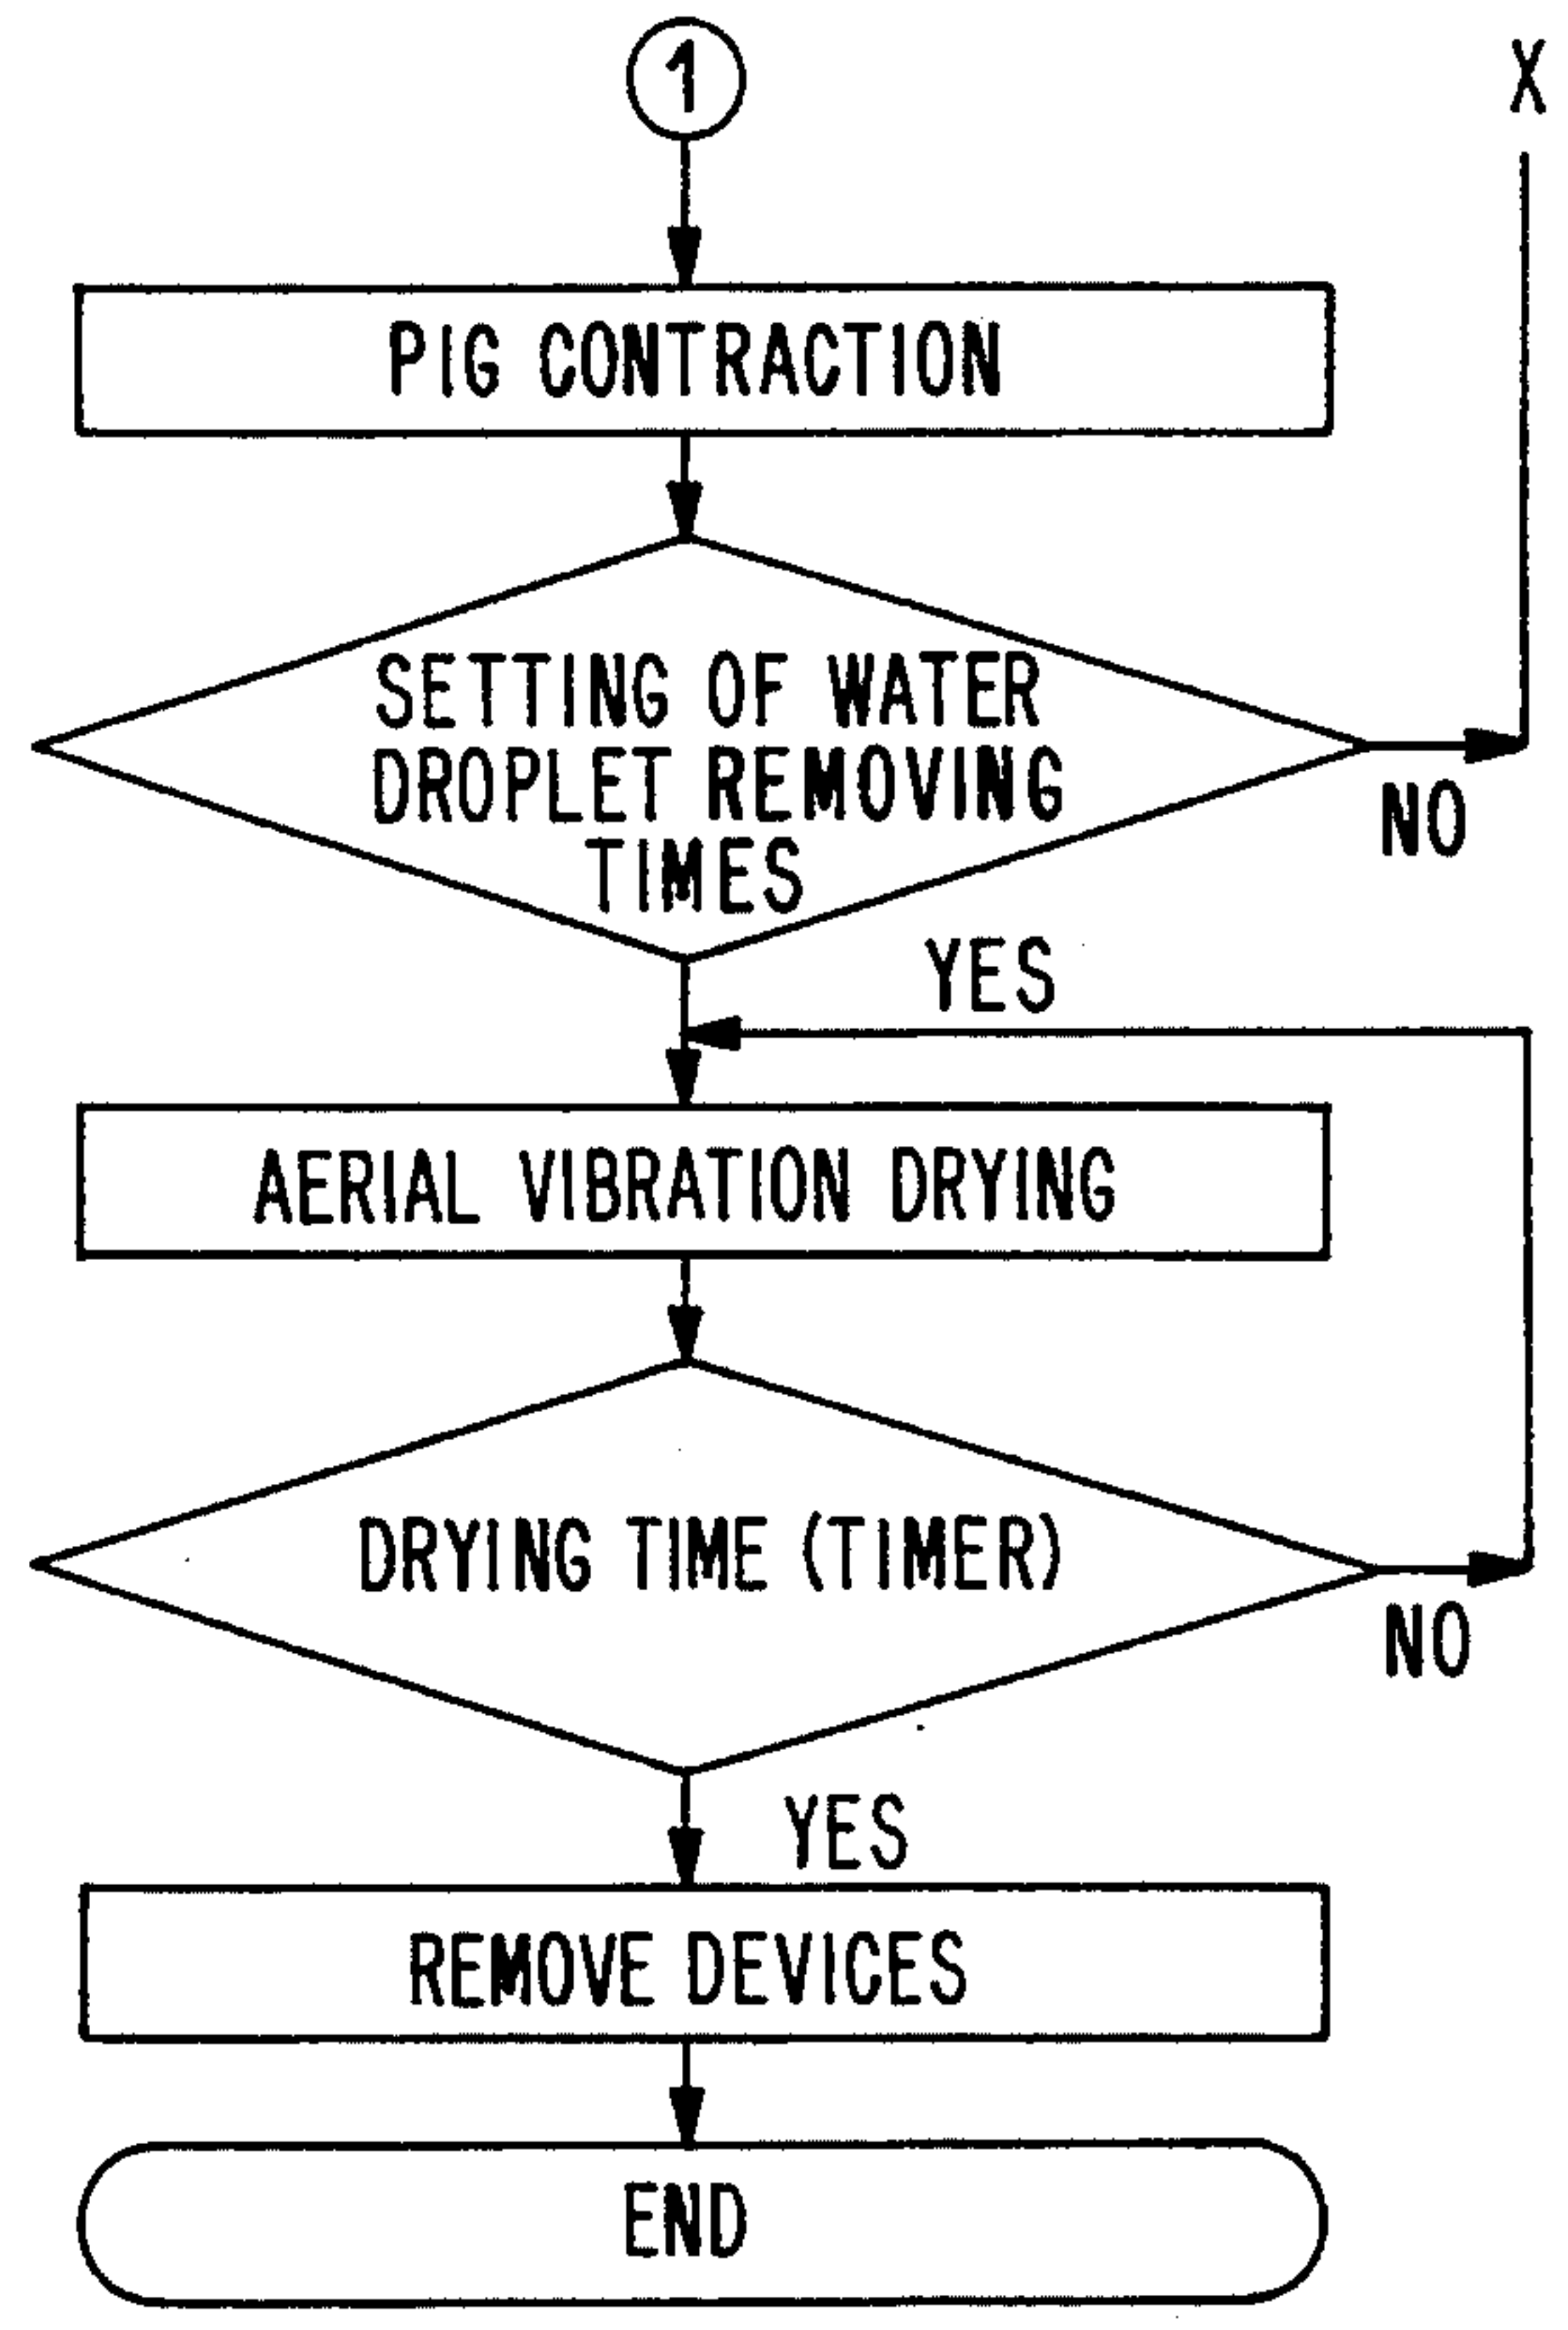 1
X
PIG CONTRACTION
SETTING OF WATER
DROPLET REMOVING
TIMES
NO
YES
AERIAL VIBRATION DRYING
DRYING TIME (TIMER)
NO
YES
REMOVE DEVICES
END